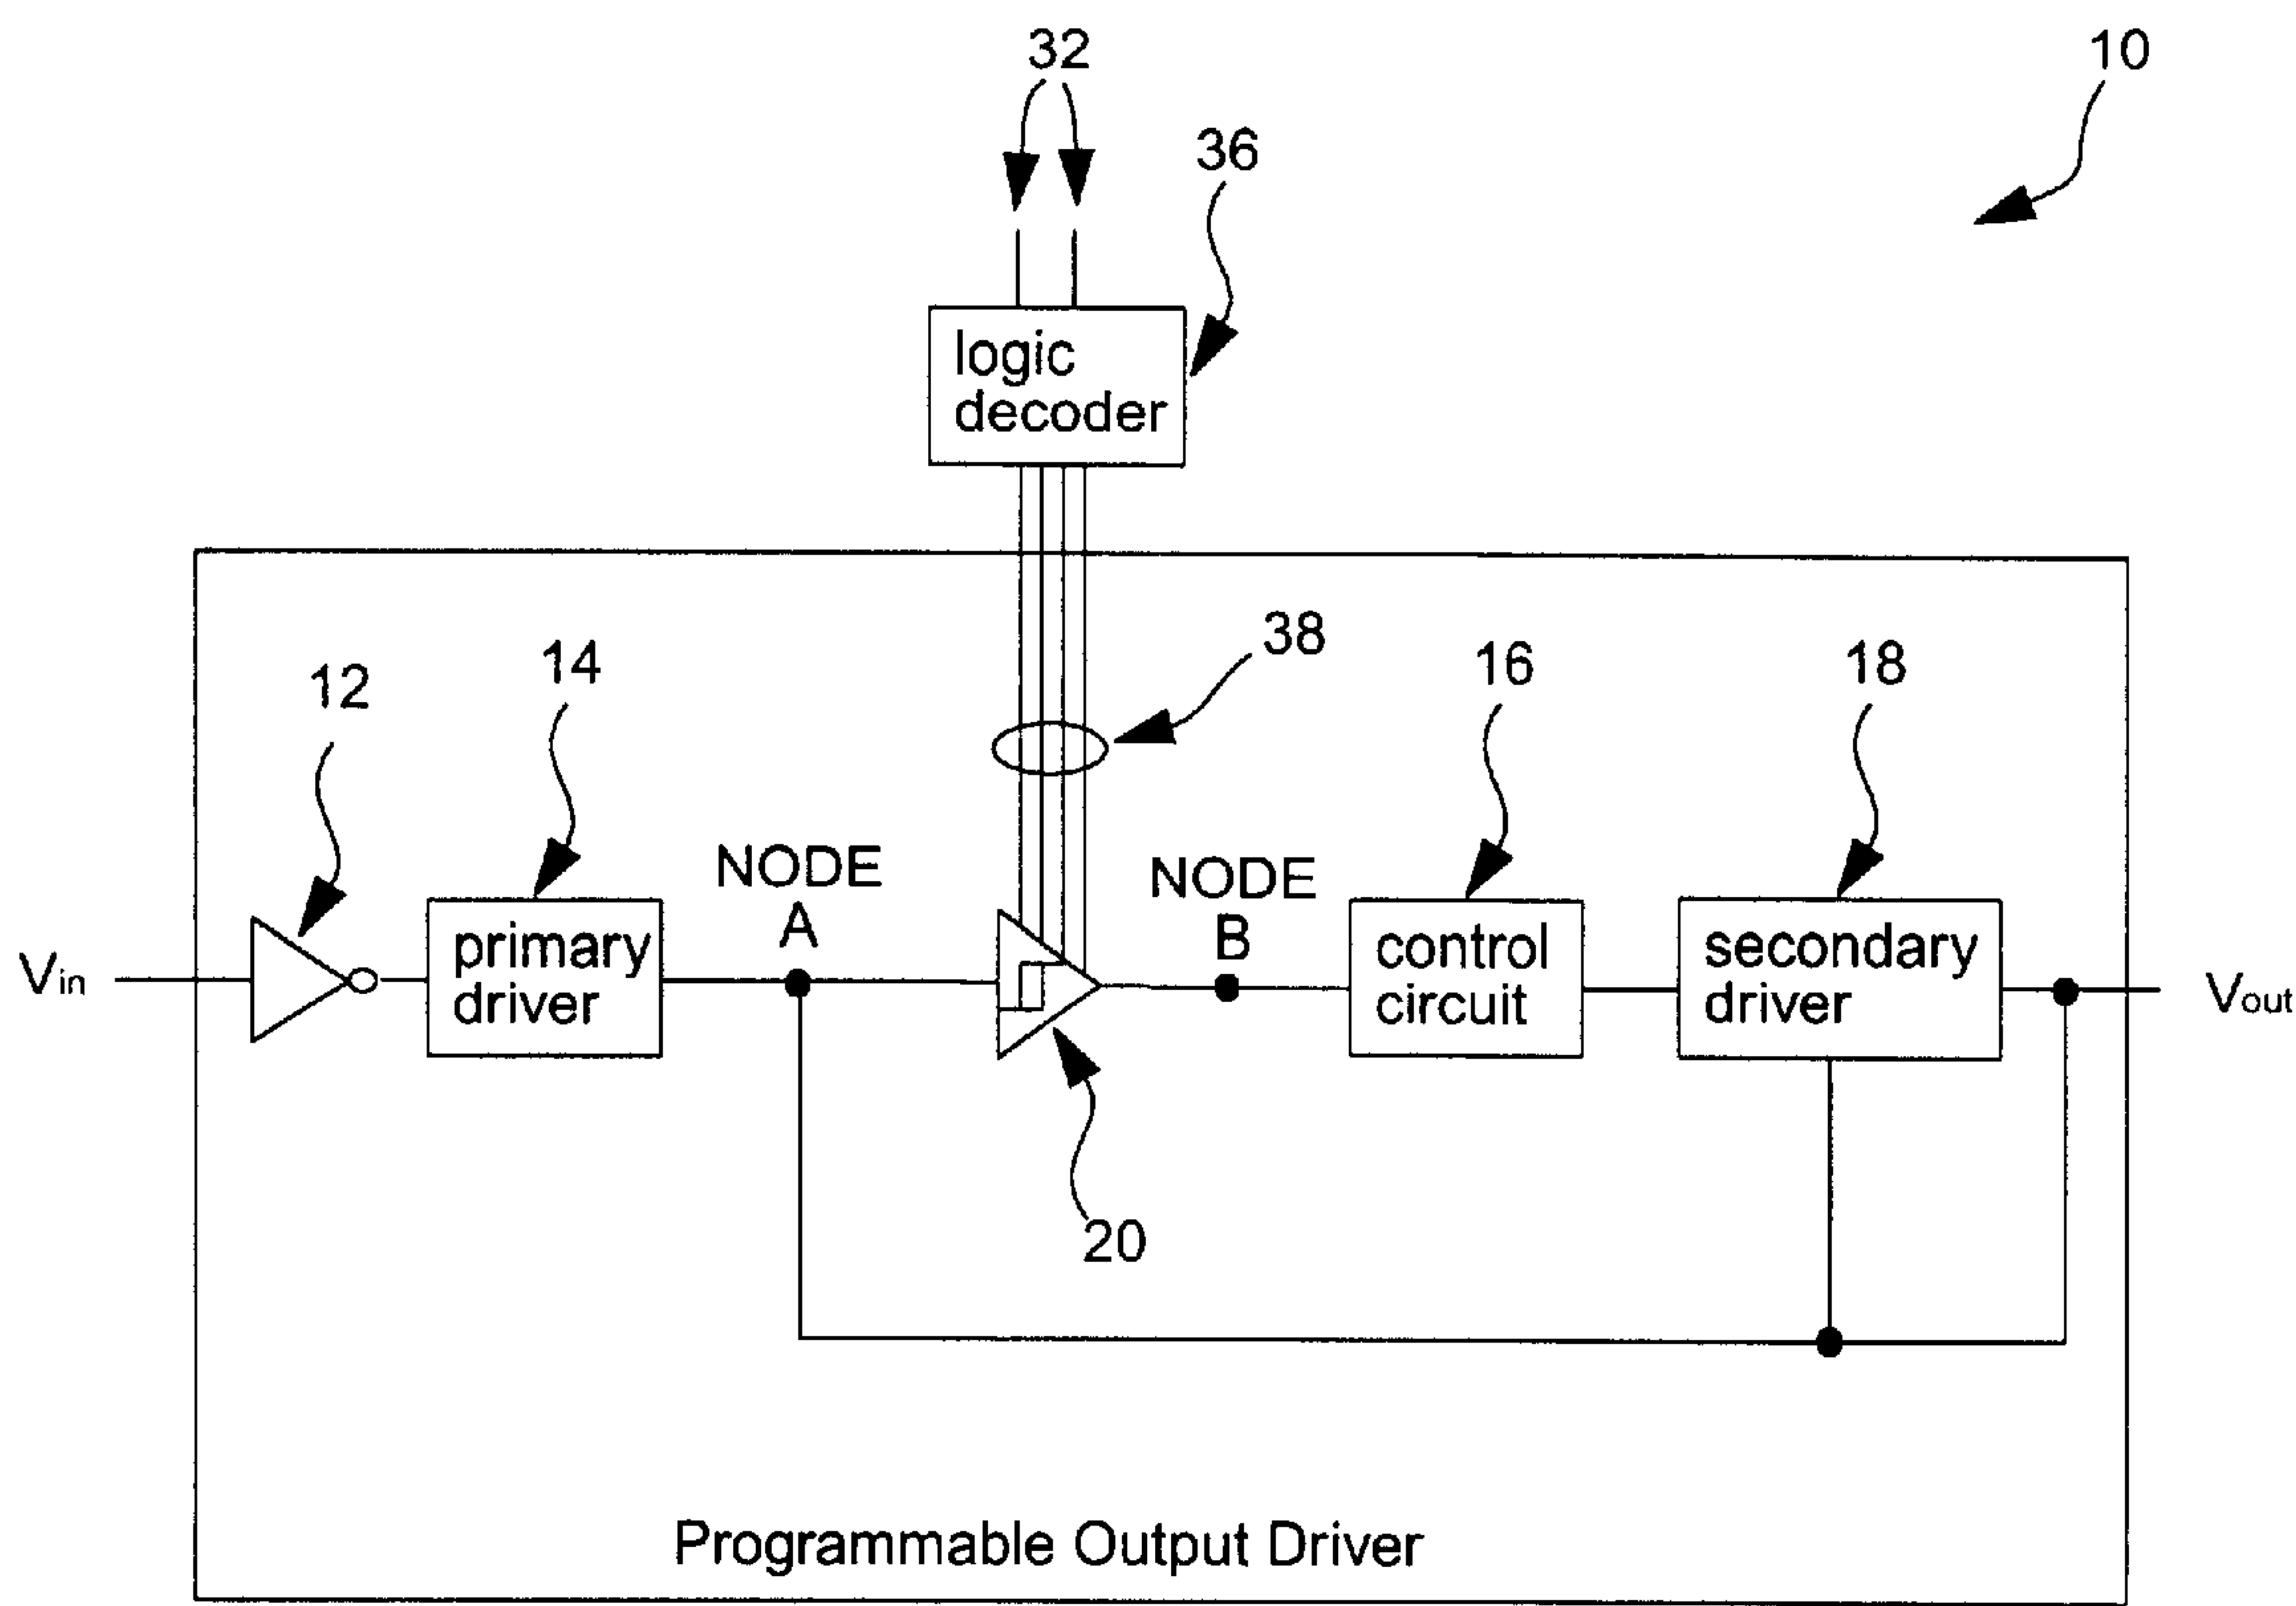 32
10
36
logic
decoder
38
16
18
14
12
NODE
A
NODE
B
primary
driver
control
circuit
secondary
driver
Vin
Vout
20
Programmable Output Driver